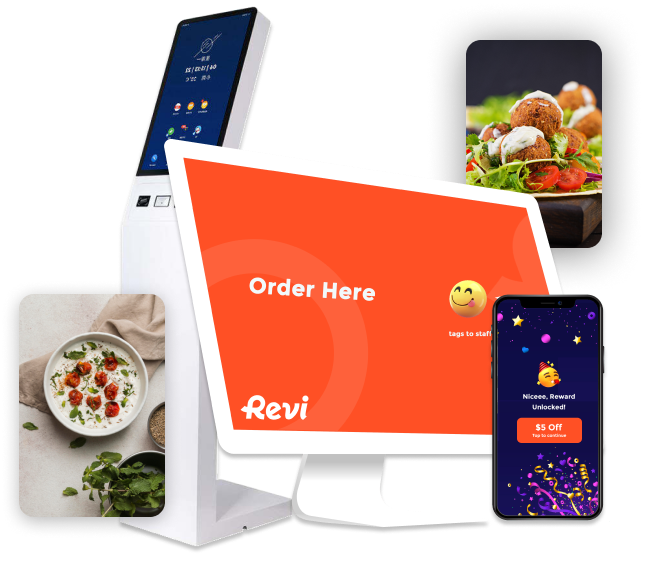 Order Here
tags to staff
Revi
Niceee, Reward
Unlocked!
$5 Off
Tap to continue